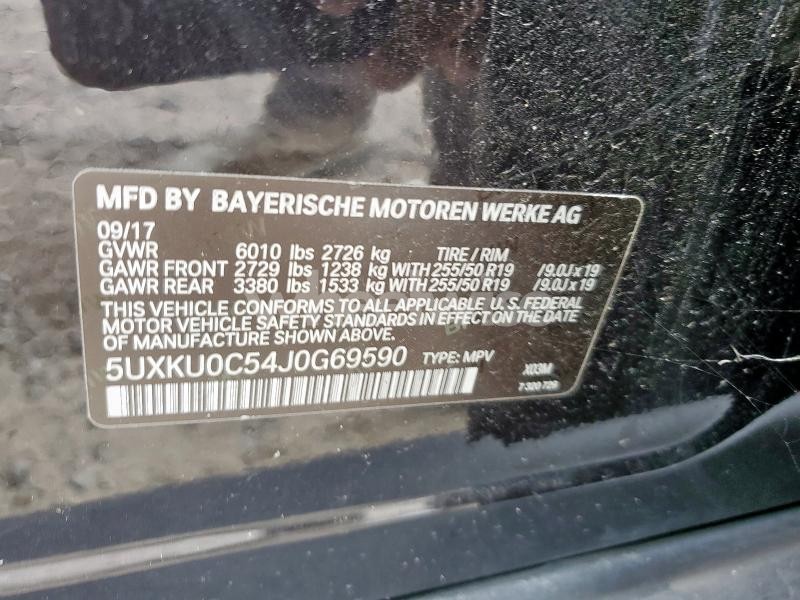 MFD BY BAYERISCHE MOTOREN WERKE AG
09/17
GVWR 6010 lbs 2726 kg TIRE / RIM
GAWR FRONT 2729 lbs 1238 kg WITH 255/50 R19 /9.0J x 19
GAWR REAR 3380 lbs 1533 kg WITH 255/50 R19 /9.0J x 19
THIS VEHICLE CONFORMS TO ALL APPLICABLE U. S. FEDERAL
MOTOR VEHICLE SAFETY STANDARDS IN EFFECT ON THE DATE
OF MANUFACTURE SHOWN ABOVE.
5UXKU0C54J0G69590 TYPE: MPV X03M
7 320 729